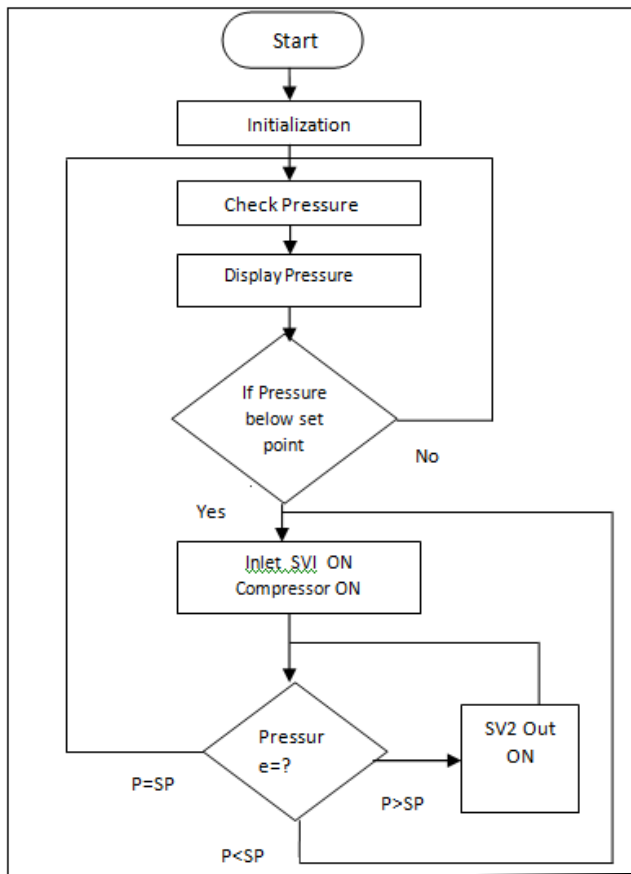 Start
Initialization
Check Pressure
Display Pressure
If Pressure
below set
point
No
Yes
Inlet SVI ON
Compressor ON
Pressur
e=?
SV2 Out
ON
P=SP
P>SP
P<SP